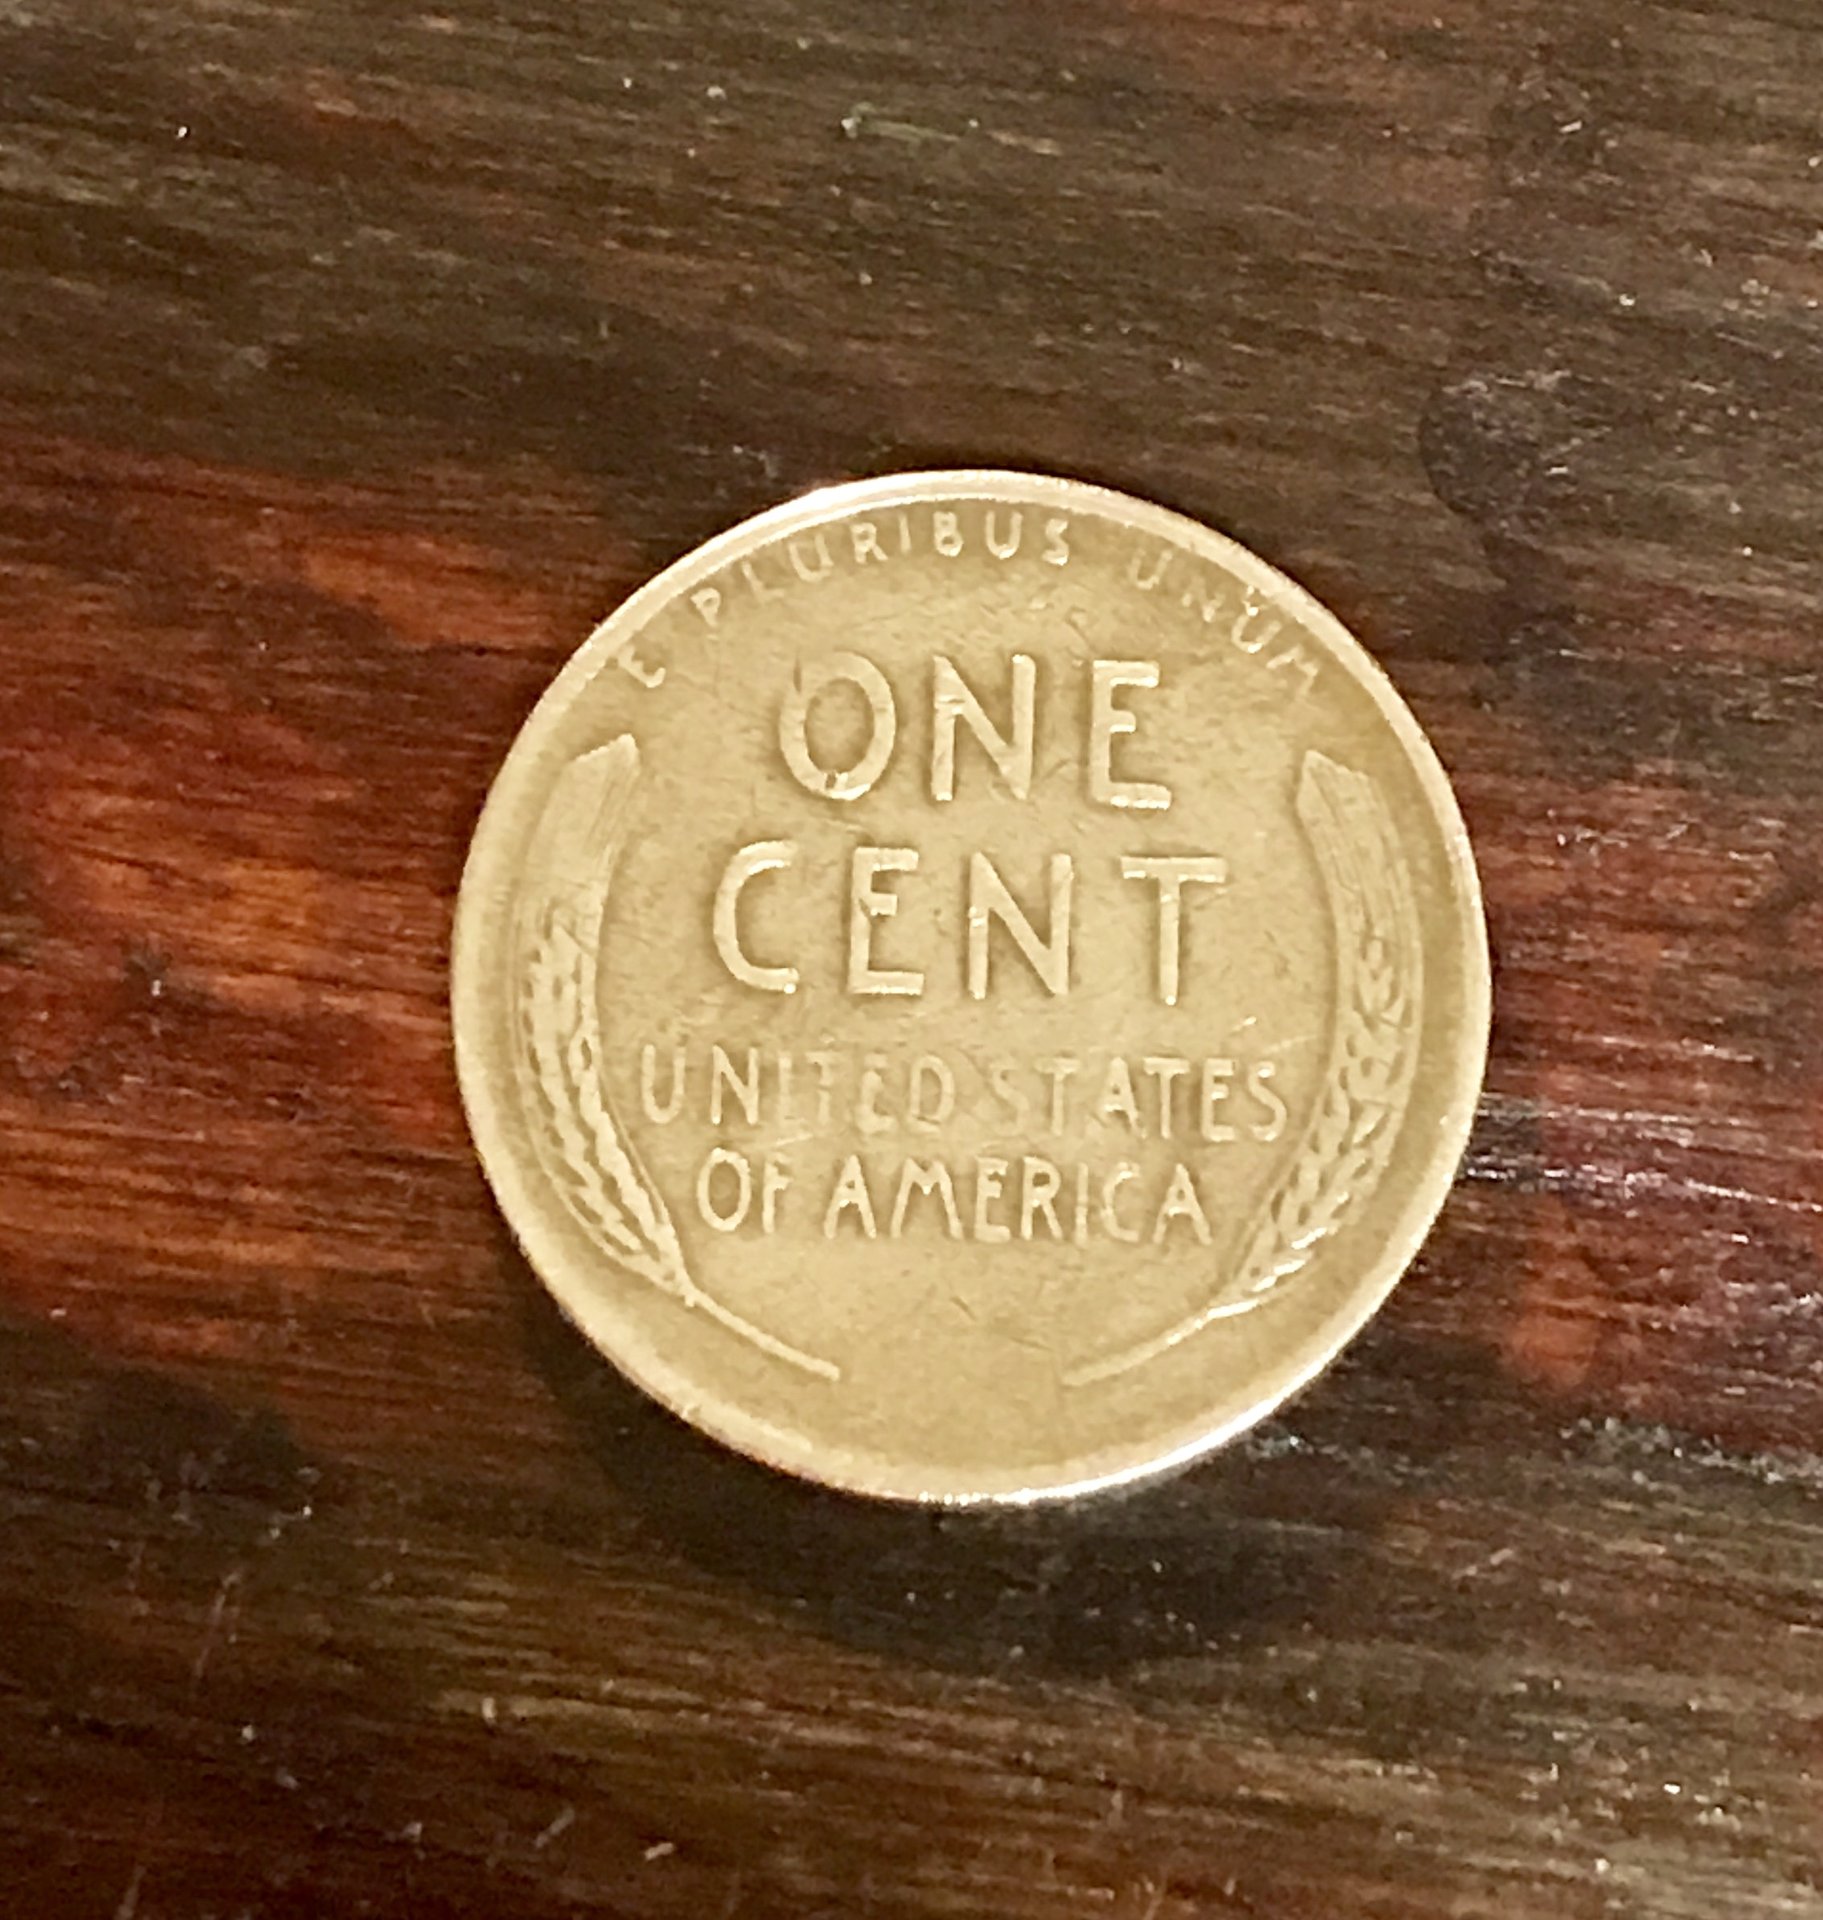 E PLURIBUS UNUM
ONE
CENT
UNITED STATES
OF AMERICA